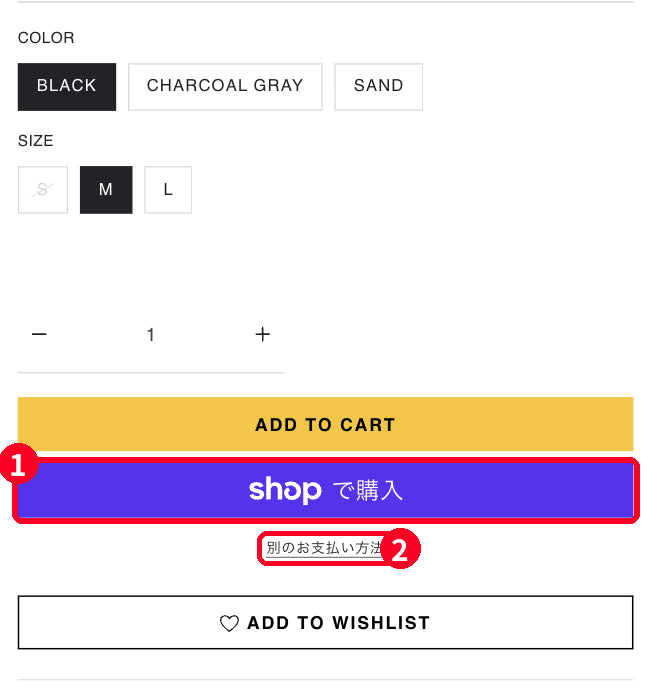 COLOR
BLACK CHARCOAL GRAY SAND
SIZE
S M L
− 1 +
ADD TO CART
1
shop で購入
別のお支払い方法 2
ADD TO WISHLIST